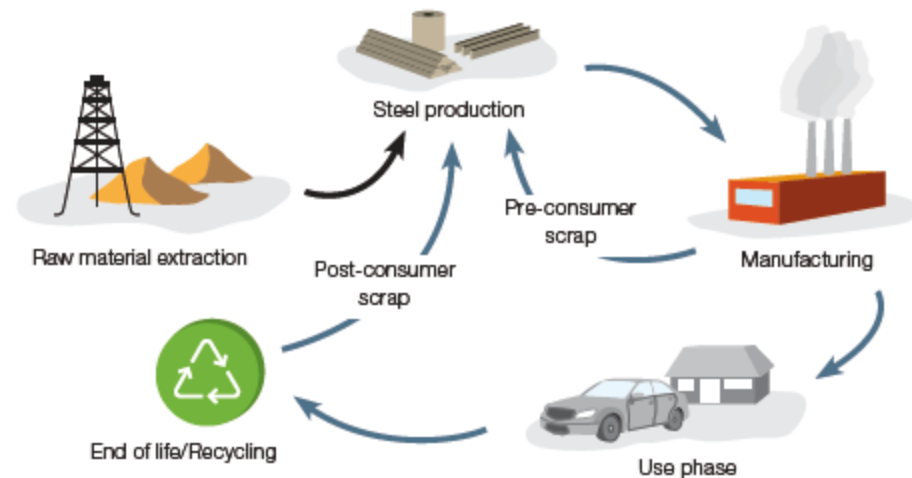 Steel production
Raw material extraction
Pre-consumer
scrap
Manufacturing
Post-consumer
scrap
End of life/Recycling
Use phase